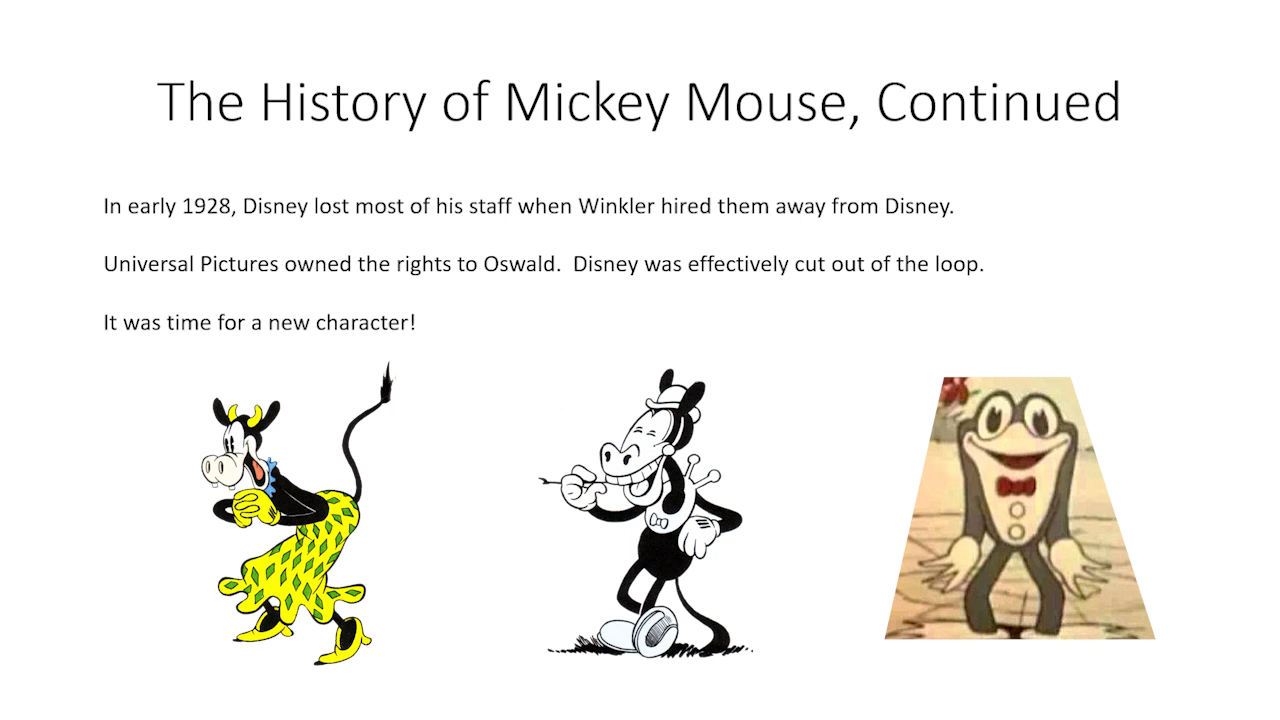 The History of Mickey Mouse, Continued
In early 1928, Disney lost most of his staff when Winkler hired them away from Disney.
Universal Pictures owned the rights to Oswald.  Disney was effectively cut out of the loop.
It was time for a new character!